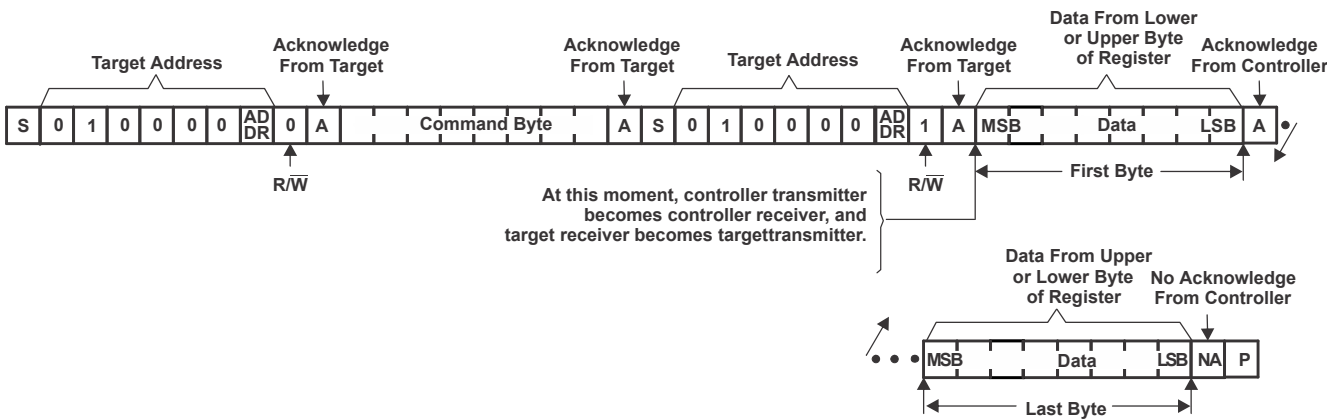 Target Address
Acknowledge
From Target
Acknowledge
From Target
Target Address
Acknowledge
From Target
Data From Lower
or Upper Byte
of Register
Acknowledge
From Controller
S 0 1 0 0 0 0 AD DR 0 A Command Byte A S 0 1 0 0 0 0 AD DR 1 A MSB Data LSB A
R/W̅
R/W̅
First Byte
At this moment, controller transmitter
becomes controller receiver, and
target receiver becomes targettransmitter.
Data From Upper
or Lower Byte
of Register
No Acknowledge
From Controller
MSB Data LSB NA P
Last Byte